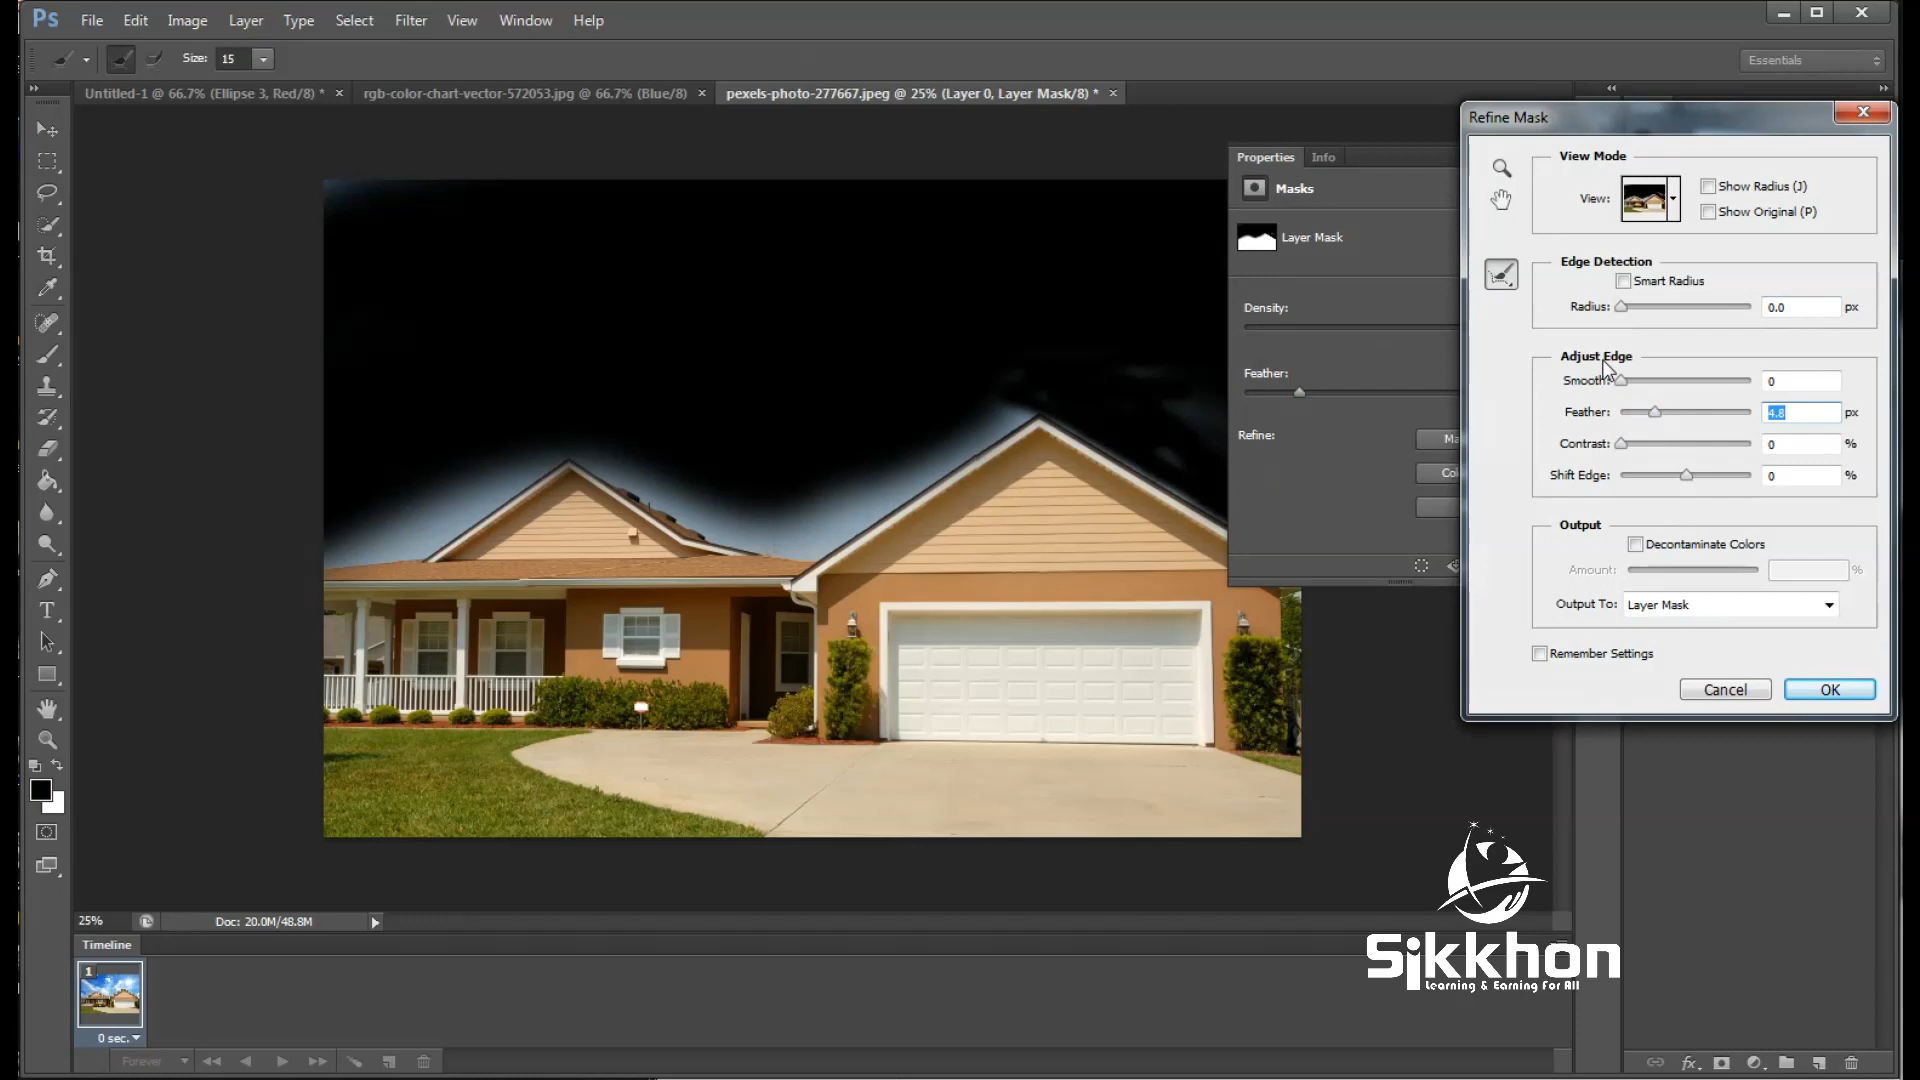 Ps File Edit Image Layer Type Select Filter View Window Help
Size: 15
Essentials
Untitled-1 @ 66.7% (Ellipse 3, Red/8) * × rgb-color-chart-vector-572053.jpg @ 66.7% (Blue/8) × pexels-photo-277667.jpeg @ 25% (Layer 0, Layer Mask/8) * ×
Refine Mask
View Mode
View:
Show Radius (J)
Show Original (P)
Edge Detection
Smart Radius
Radius: 0.0 px
Adjust Edge
Smooth: 0
Feather: 4.8 px
Contrast: 0 %
Shift Edge: 0 %
Output
Decontaminate Colors
Amount: %
Output To: Layer Mask
Remember Settings
Cancel OK
Properties Info
Masks
Layer Mask
Density:
Feather:
Refine:
Ma
Col
T
25% Doc: 20.0M/48.8M
Timeline
1
0 sec.
Forever
fx
Sikkhon
Learning & Earning For All